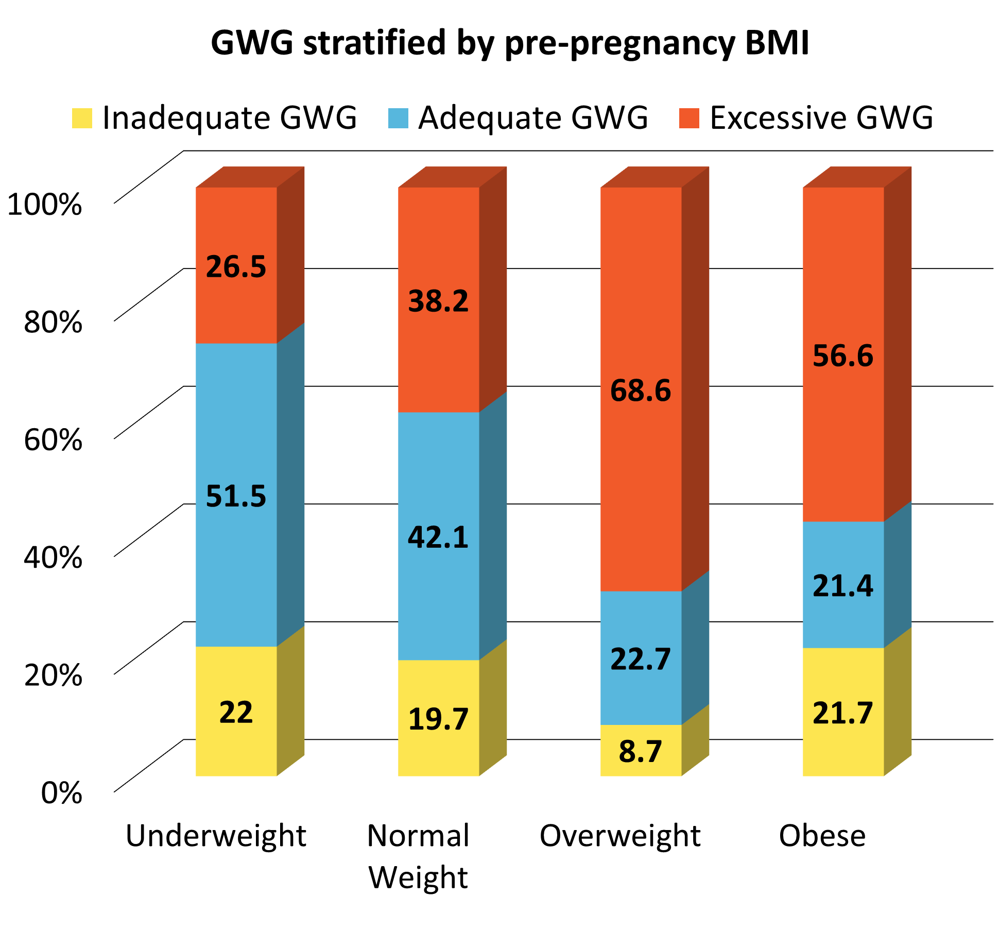 GWG stratified by pre-pregnancy BMI
Inadequate GWG Adequate GWG Excessive GWG
100%
80%
60%
40%
20%
0%
26.5
51.5
22
38.2
42.1
19.7
68.6
22.7
8.7
56.6
21.4
21.7
Underweight
Normal
Weight
Overweight
Obese